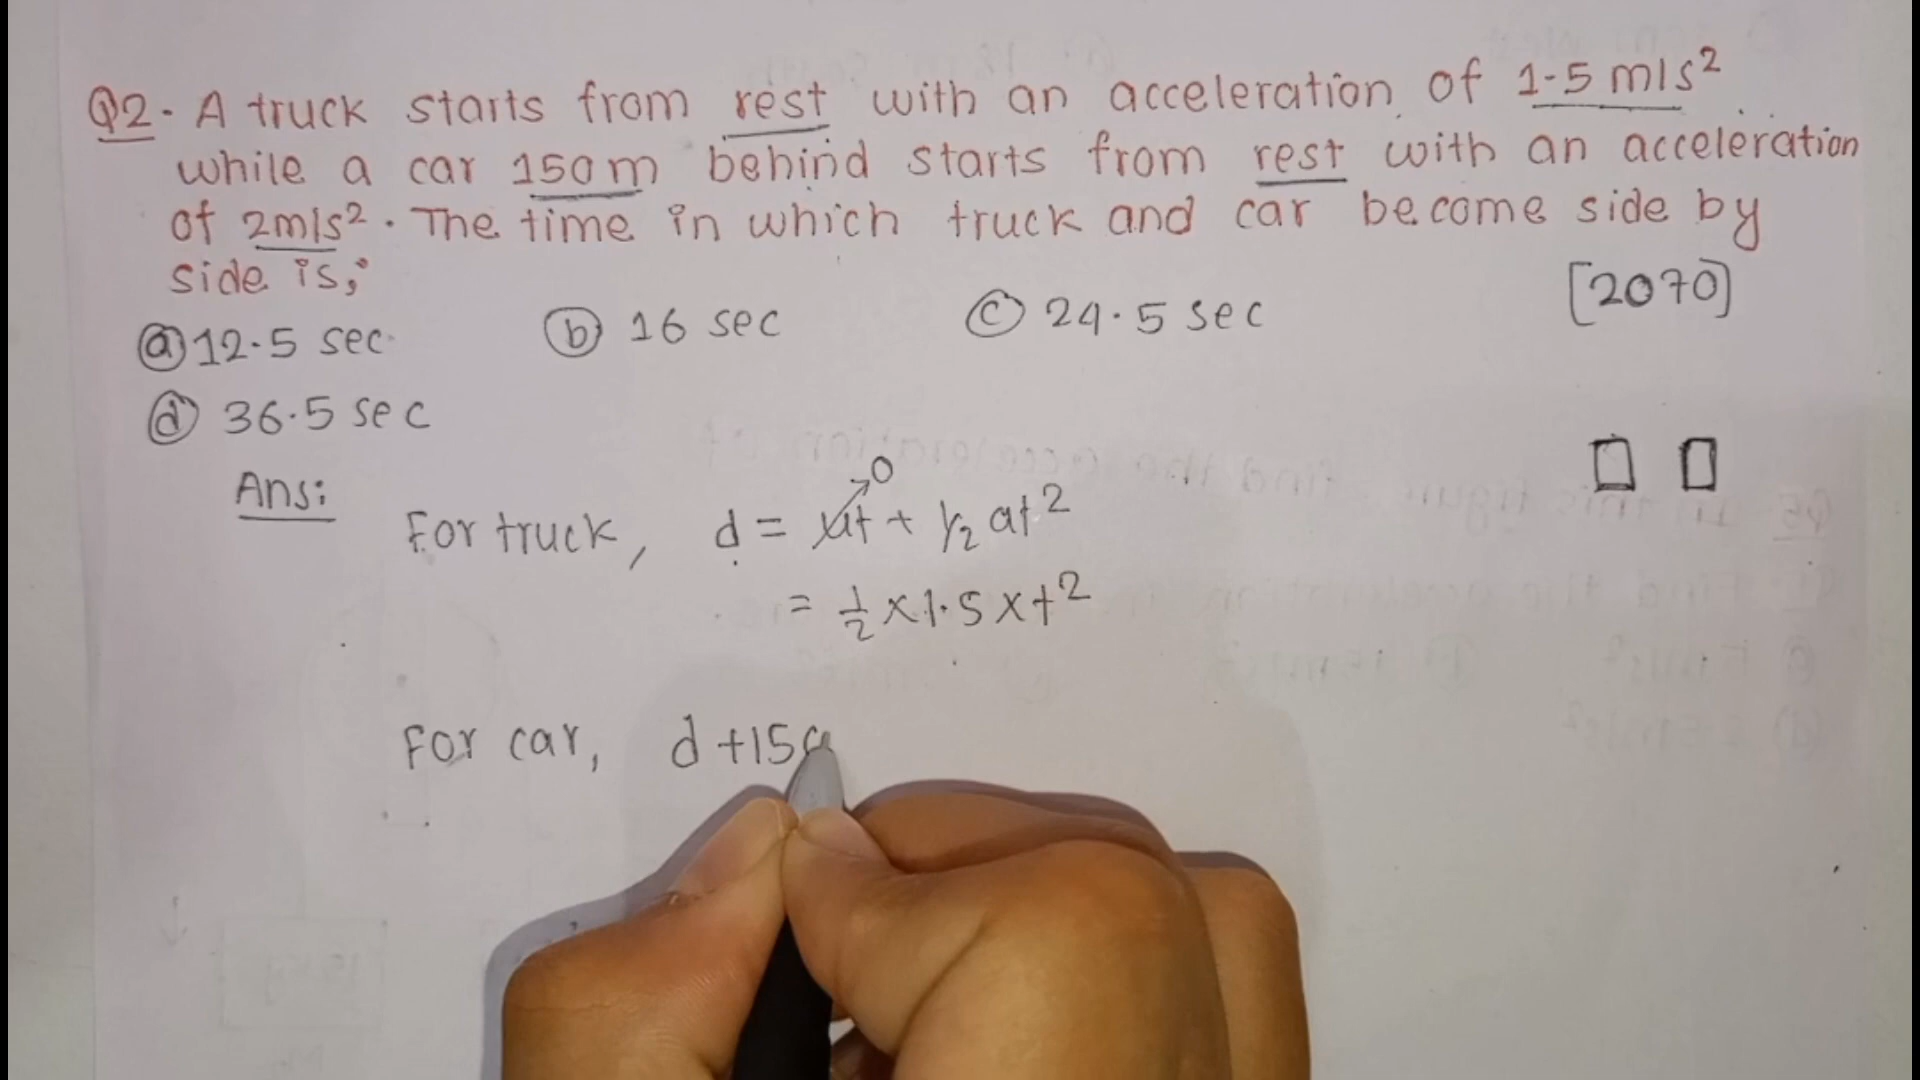 Q2- A truck starts from rest with an acceleration of 1-5 m/s²
while a car 150m behind starts from rest with an acceleration
of 2m/s². The time in which truck and car become side by
side is;
[2070]
(a) 12.5 sec (b) 16 sec (c) 24.5 sec
(d) 36.5 sec
Ans:
For truck, d = ut + 1/2 at²
0
= 1/2 × 1.5 × t²
For car, d + 150